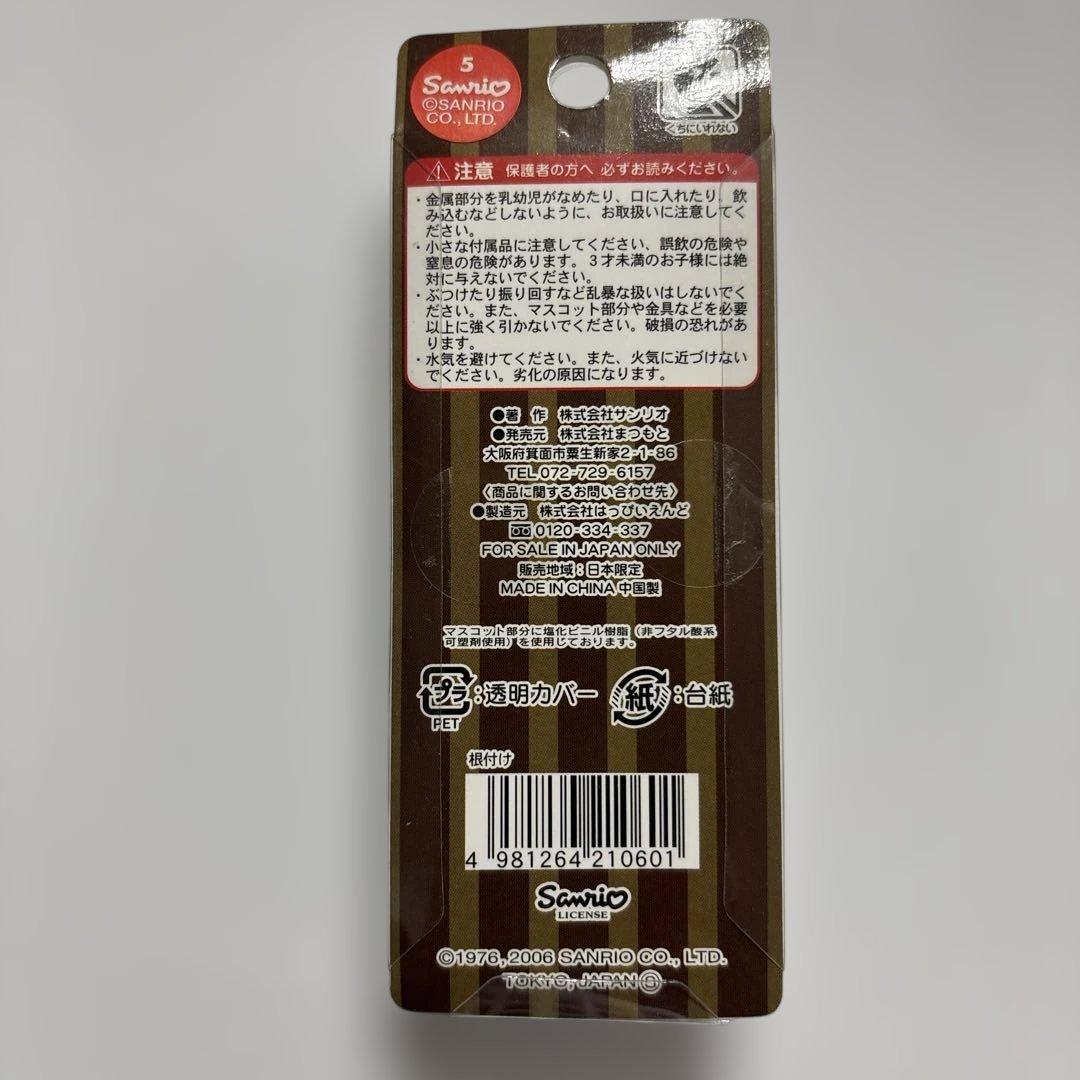 5
Sanrio
©SANRIO
CO., LTD.
くちにいれない
⚠注意 保護者の方へ 必ずお読みください。
・金属部分を乳幼児がなめたり、口に入れたり、飲
み込むなどしないように、お取扱いに注意してく
ださい。
・小さな付属品に注意してください、誤飲の危険や
窒息の危険があります。3才未満のお子様には絶
対に与えないでください。
・ぶつけたり振り回すなど乱暴な扱いはしないでく
ださい。また、マスコット部分や金具などを必要
以上に強く引かないでください。破損の恐れがあ
ります。
・水気を避けてください。また、火気に近づけない
でください。劣化の原因になります。
●著 作 株式会社サンリオ
●発売元 株式会社まつもと
大阪府箕面市粟生新家2-1-86
TEL 072-729-6157
〈商品に関するお問い合わせ先〉
●製造元 株式会社はっぴいえんど
0120-334-337
FOR SALE IN JAPAN ONLY
販売地域:日本限定
MADE IN CHINA 中国製
マスコット部分に塩化ビニル樹脂(非フタル酸系
可塑剤使用)を使用しております。
プラ:透明カバー 紙:台紙
PET
根付け
4 981264 210601
Sanrio
LICENSE
©1976, 2006 SANRIO CO., LTD.
TOKYO, JAPAN Ⓢ